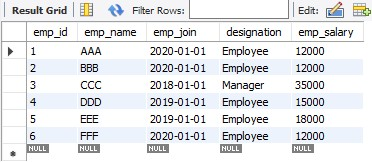 Result Grid Filter Rows: Edit:
emp_id emp_name emp_join designation emp_salary
1 AAA 2020-01-01 Employee 12000
2 BBB 2020-01-01 Employee 12000
3 CCC 2018-01-01 Manager 35000
4 DDD 2019-01-01 Employee 15000
5 EEE 2019-01-01 Employee 18000
6 FFF 2020-01-01 Employee 12000
NULL NULL NULL NULL NULL